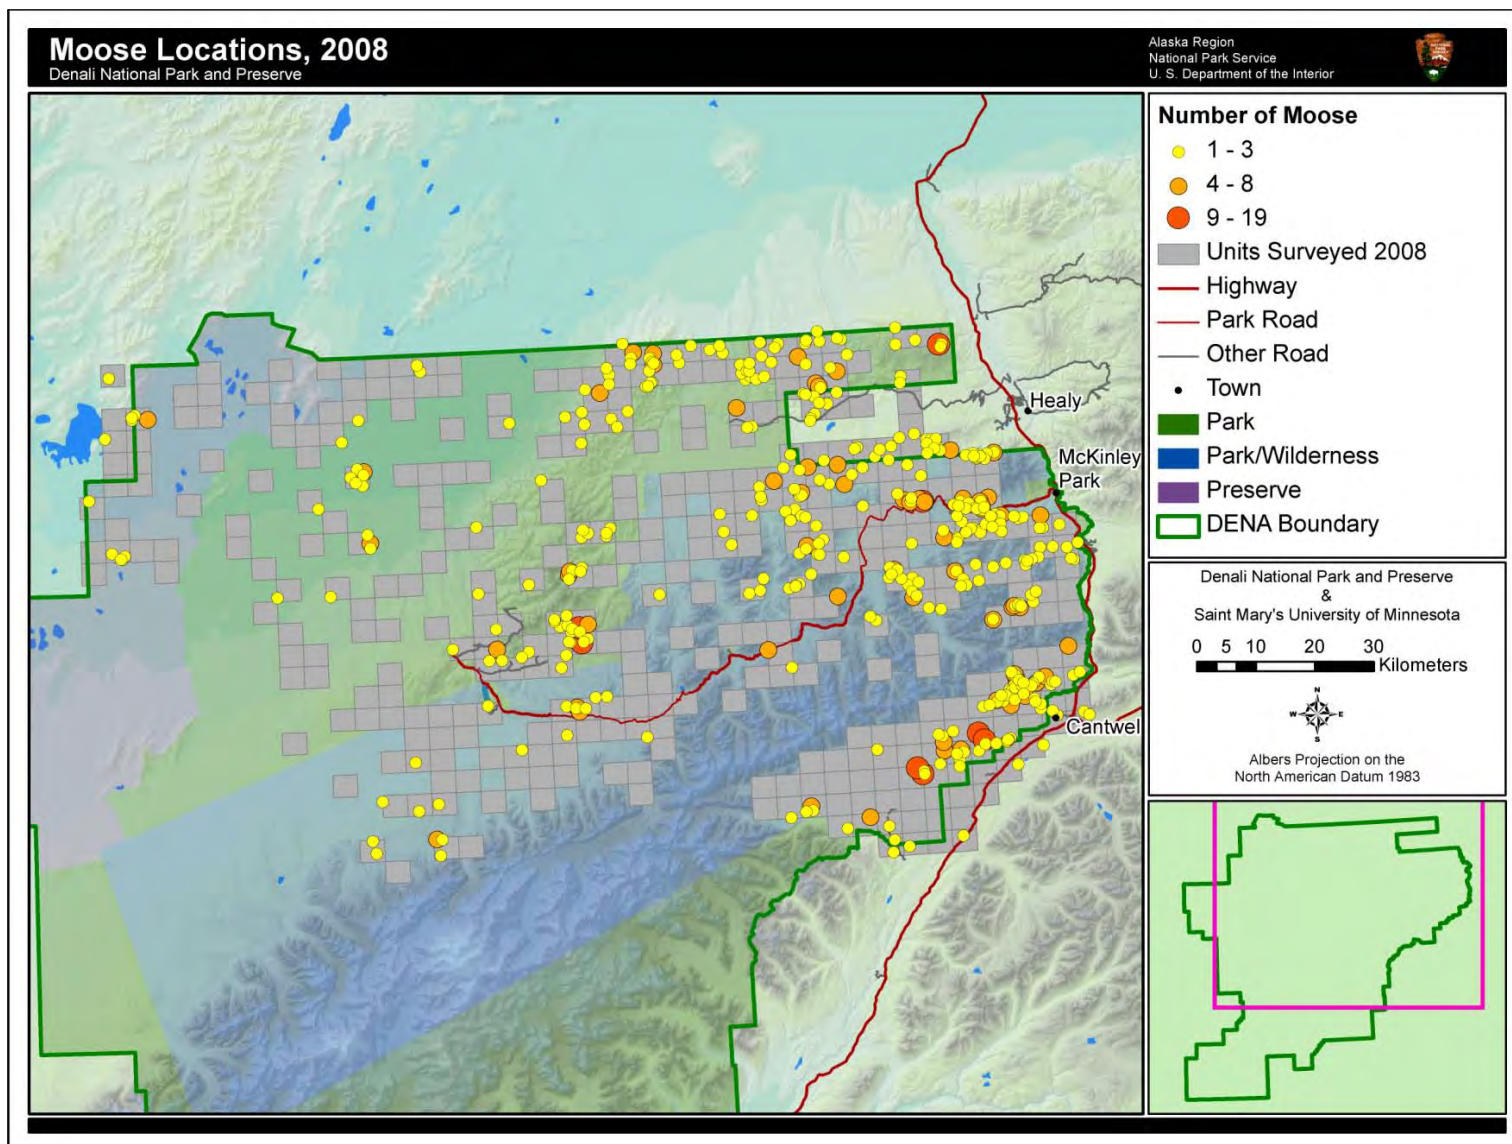 Moose Locations, 2008
Denali National Park and Preserve
Alaska Region
National Park Service
U. S. Department of the Interior
Healy
McKinley
Park
Cantwel
Number of Moose
1 - 3
4 - 8
9 - 19
Units Surveyed 2008
Highway
Park Road
Other Road
Town
Park
Park/Wilderness
Preserve
DENA Boundary
Denali National Park and Preserve
&
Saint Mary's University of Minnesota
0 5 10 20 30
Kilometers
N
W E
S
Albers Projection on the
North American Datum 1983